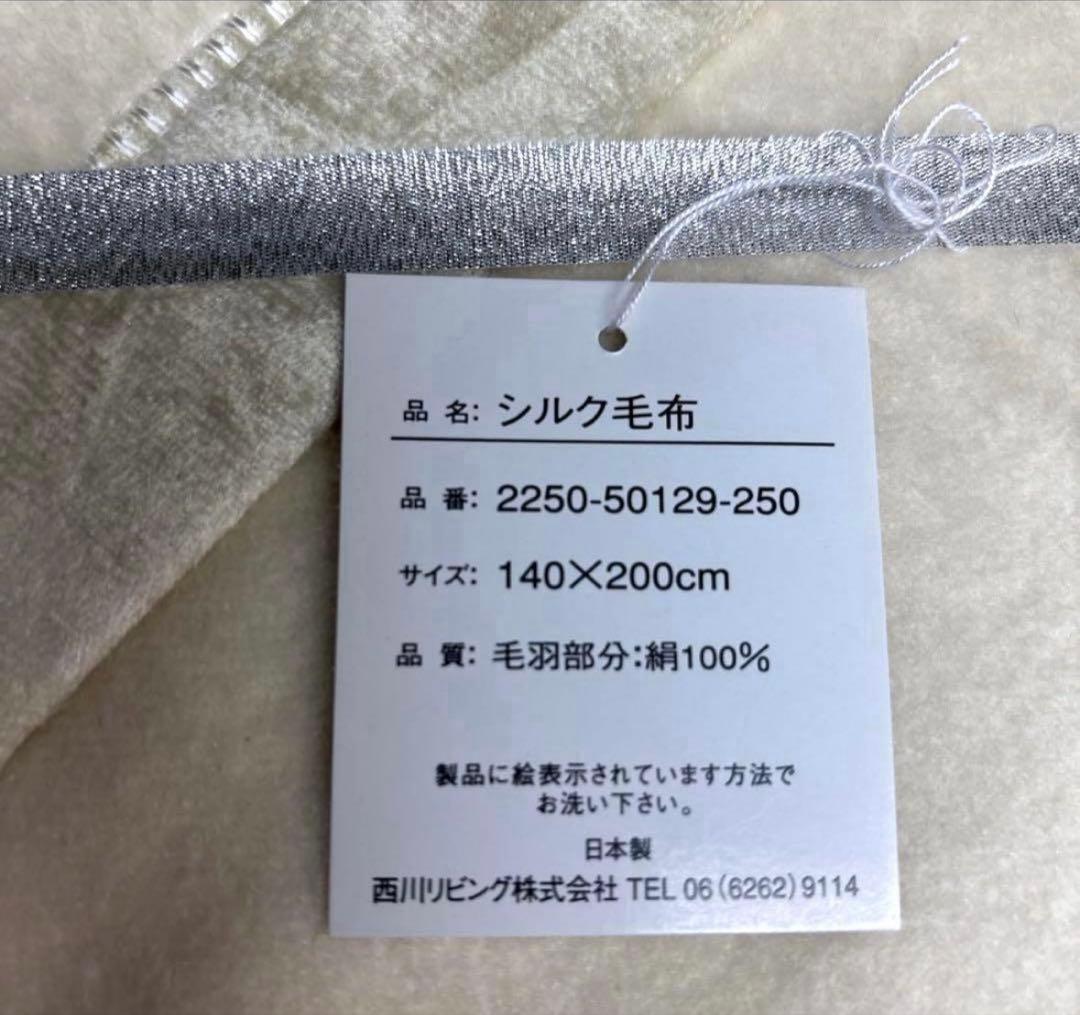 品 名: シルク毛布
品 番: 2250-50129-250
サイズ: 140×200cm
品 質: 毛羽部分:絹100%
製品に絵表示されています方法で
お洗い下さい。
日本製
西川リビング株式会社 TEL 06(6262)9114